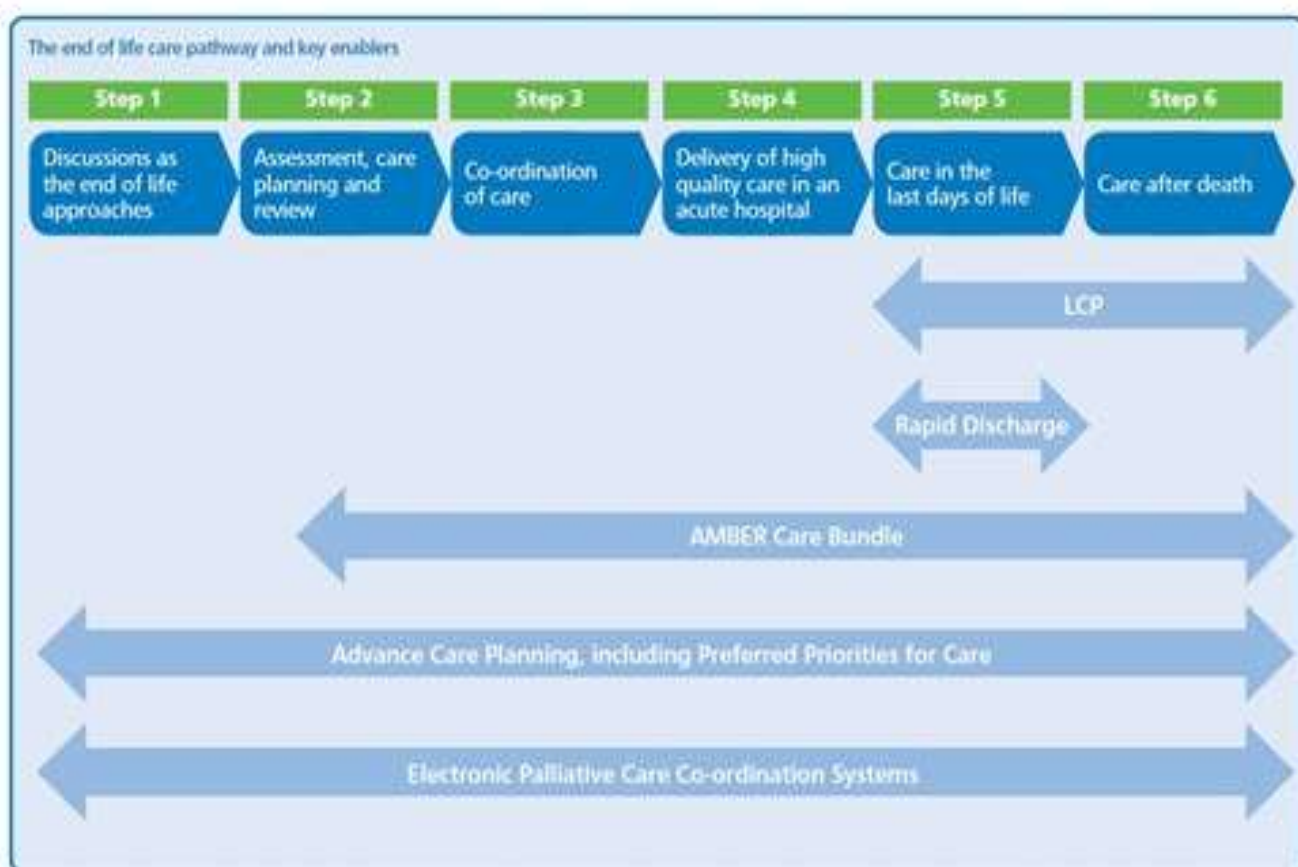 The end of life care pathway and key enablers
Step 1
Step 2
Step 3
Step 4
Step 5
Step 6
Discussions as
the end of life
approaches
Assessment, care
planning and
review
Co-ordination
of care
Delivery of high
quality care in an
acute hospital
Care in the
last days of life
Care after death
LCP
Rapid Discharge
AMBER Care Bundle
Advance Care Planning, including Preferred Priorities for Care
Electronic Palliative Care Co-ordination Systems